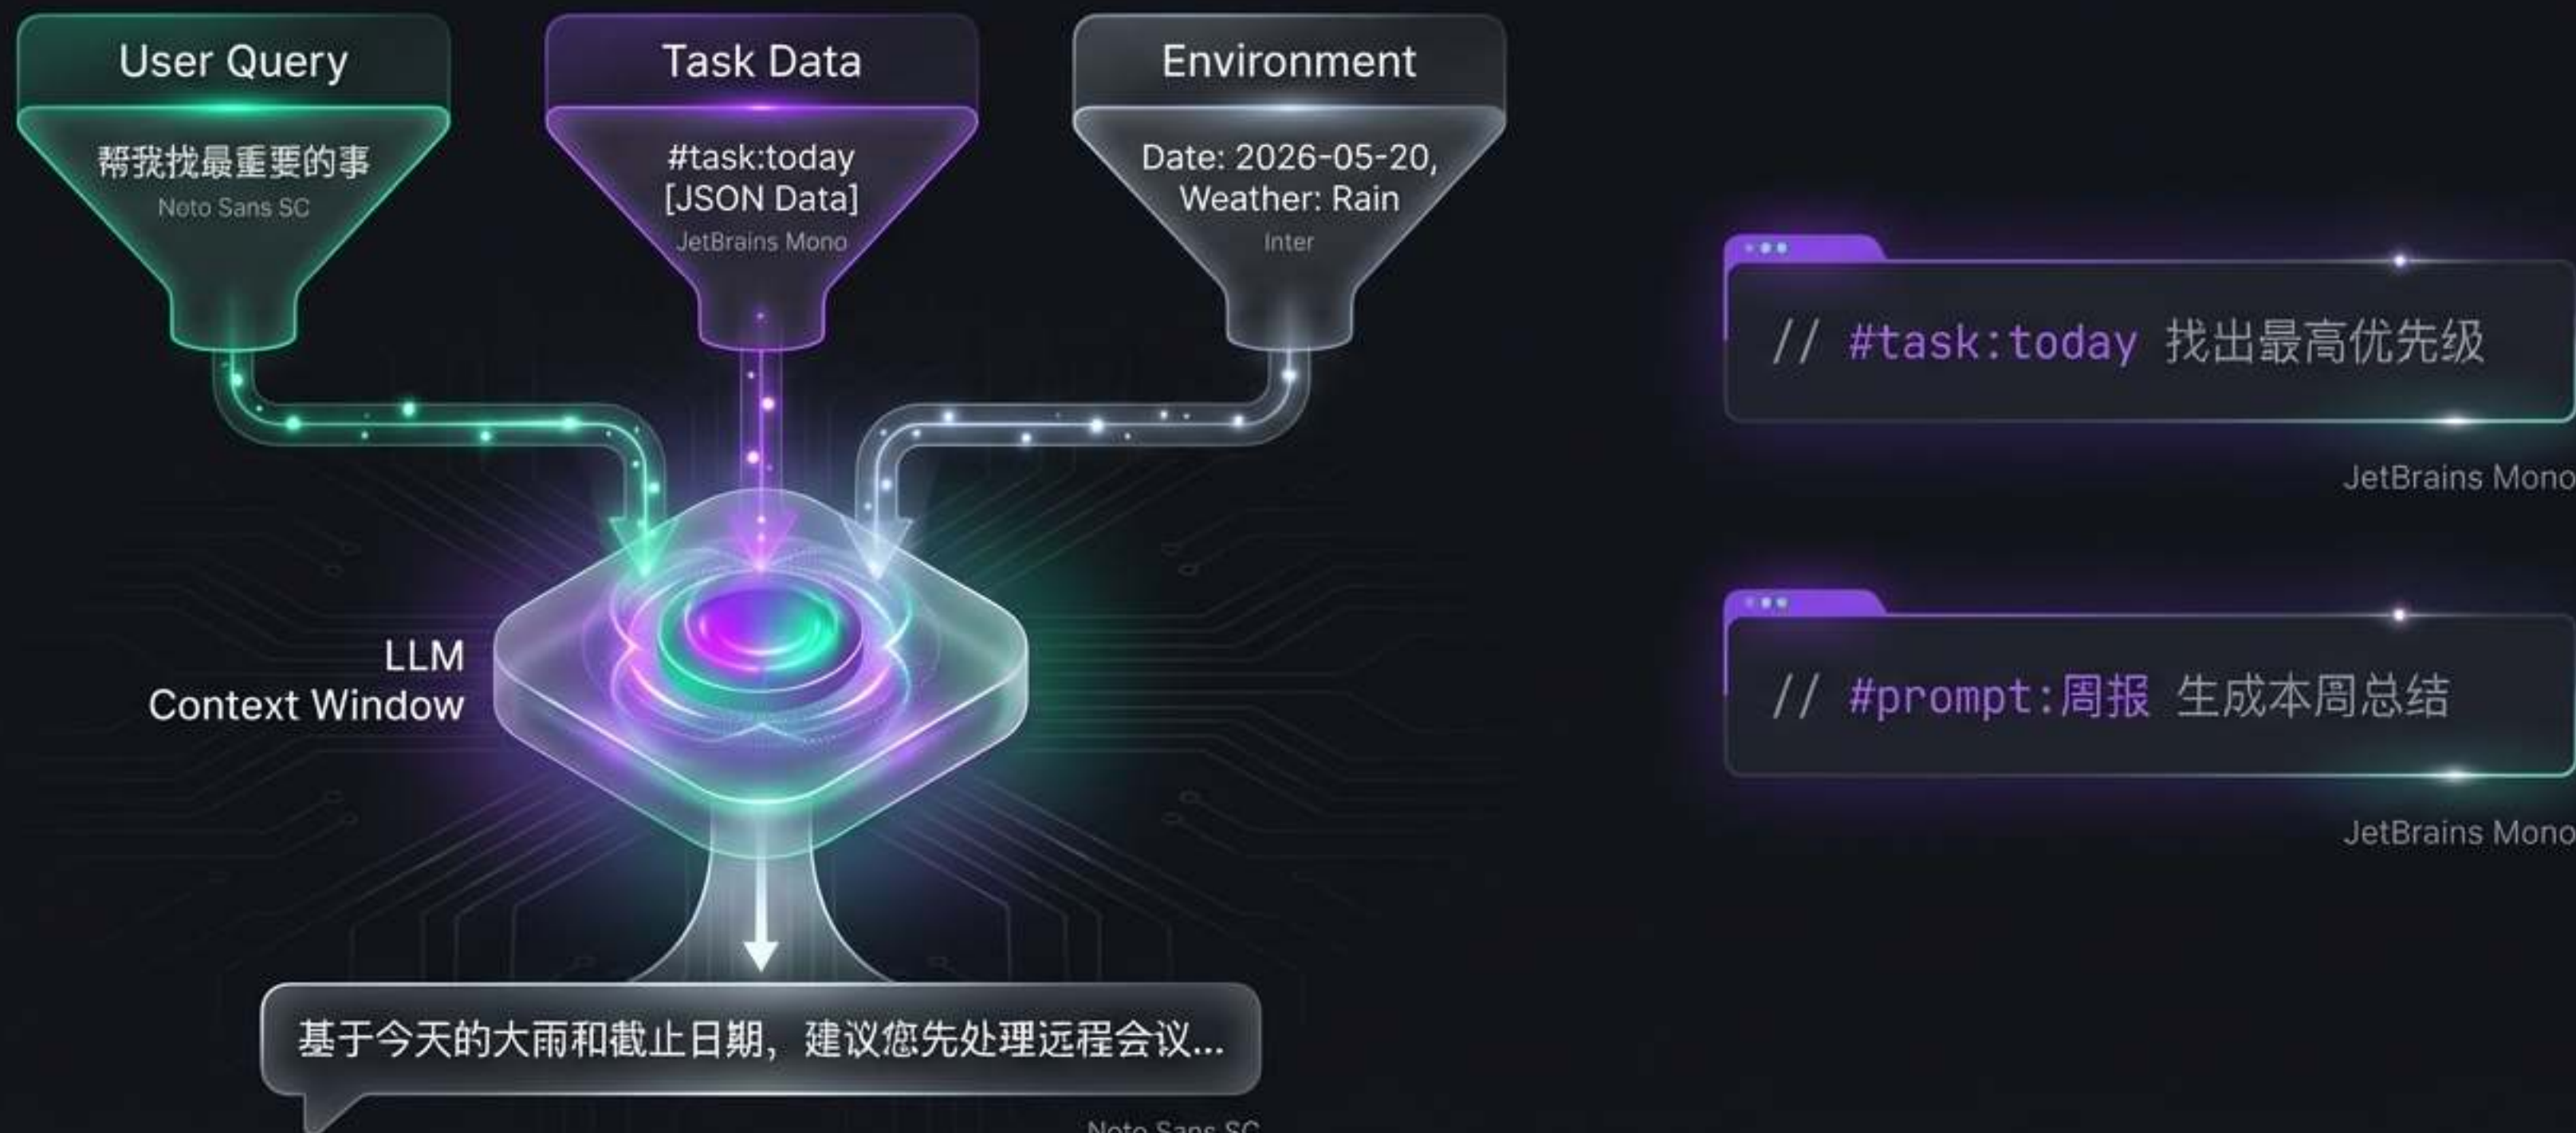 User Query
帮我找最重要的事
Noto Sans SC
Task Data
#task:today
[JSON Data]
JetBrains Mono
Environment
Date: 2026-05-20,
Weather: Rain
Inter
LLM
Context Window
基于今天的大雨和截止日期，建议您先处理远程会议...
Noto Sans SC
// #task:today 找出最高优先级
JetBrains Mono
// #prompt:周报 生成本周总结
JetBrains Mono